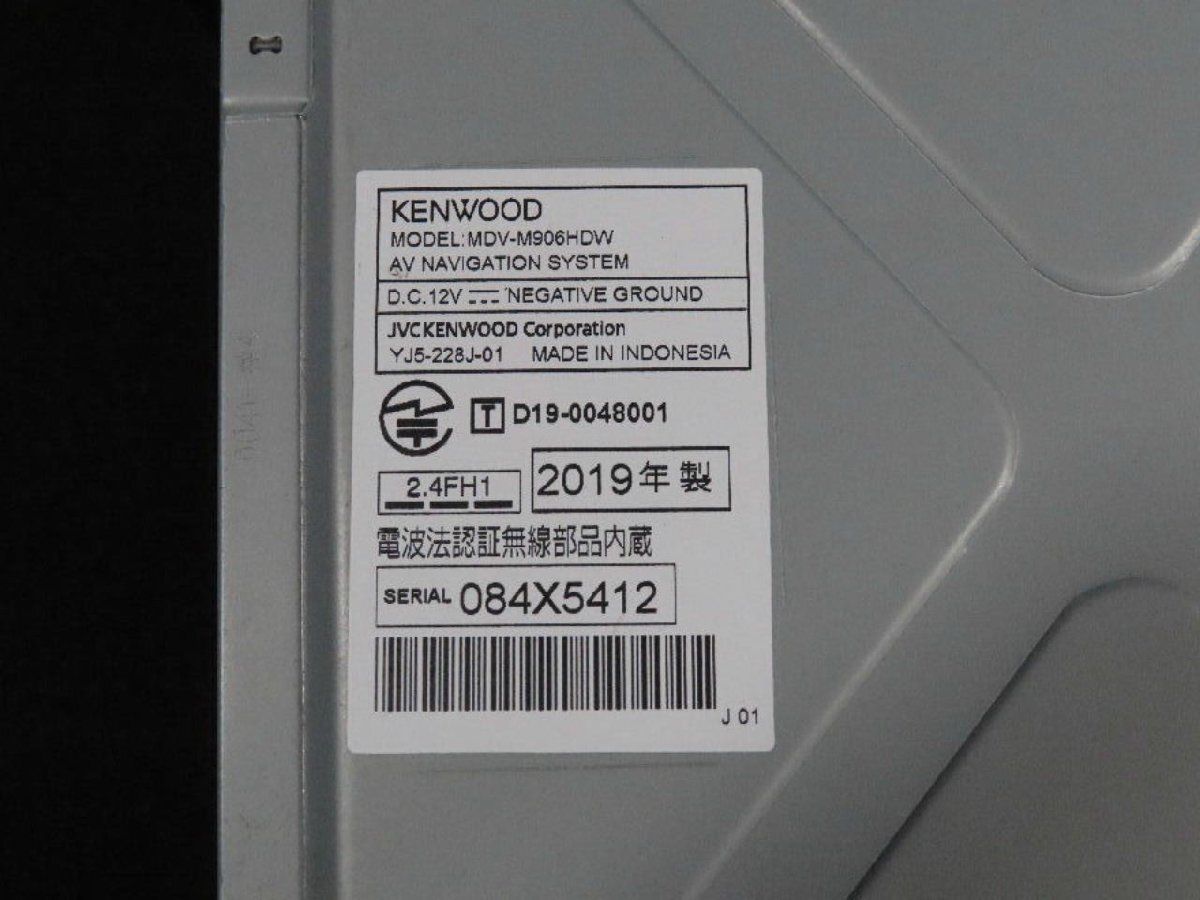 KENWOOD
MODEL:MDV-M906HDW
AV NAVIGATION SYSTEM
D.C.12V ⎓ NEGATIVE GROUND
JVCKENWOOD Corporation
YJ5-228J-01 MADE IN INDONESIA
T D19-0048001
2.4FH1
2019年製
電波法認証無線部品内蔵
SERIAL 084X5412
J 01